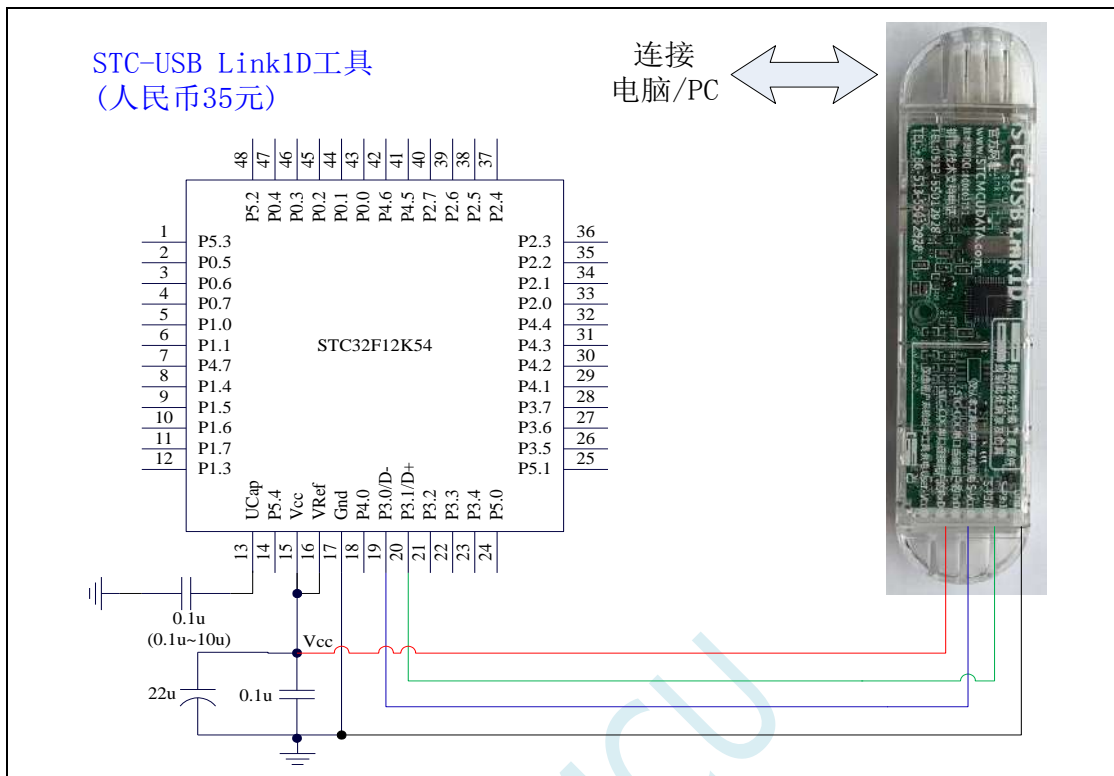 STC-USB Link1D工具
(人民币35元)
连接
电脑/PC
48
47
46
45
44
43
42
41
40
39
38
37
P5.2
P0.4
P0.3
P0.2
P0.1
P0.0
P4.6
P4.5
P2.7
P2.6
P2.5
P2.4
1 P5.3
2 P0.5
3 P0.6
4 P0.7
5 P1.0
6 P1.1
7 P4.7
8 P1.4
9 P1.5
10 P1.6
11 P1.7
12 P1.3
STC32F12K54
P2.3 36
P2.2 35
P2.1 34
P2.0 33
P4.4 32
P4.3 31
P4.2 30
P4.1 29
P3.7 28
P3.6 27
P3.5 26
P5.1 25
UCap
P5.4
Vcc
VRef
Gnd
P4.0
P3.0/D-
P3.1/D+
P3.2
P3.3
P3.4
P5.0
13
14
15
16
17
18
19
20
21
22
23
24
0.1u
(0.1u~10u)
Vcc
22u
0.1u
STC-USB Link1D
www.STCMCUDATA.com
MCU